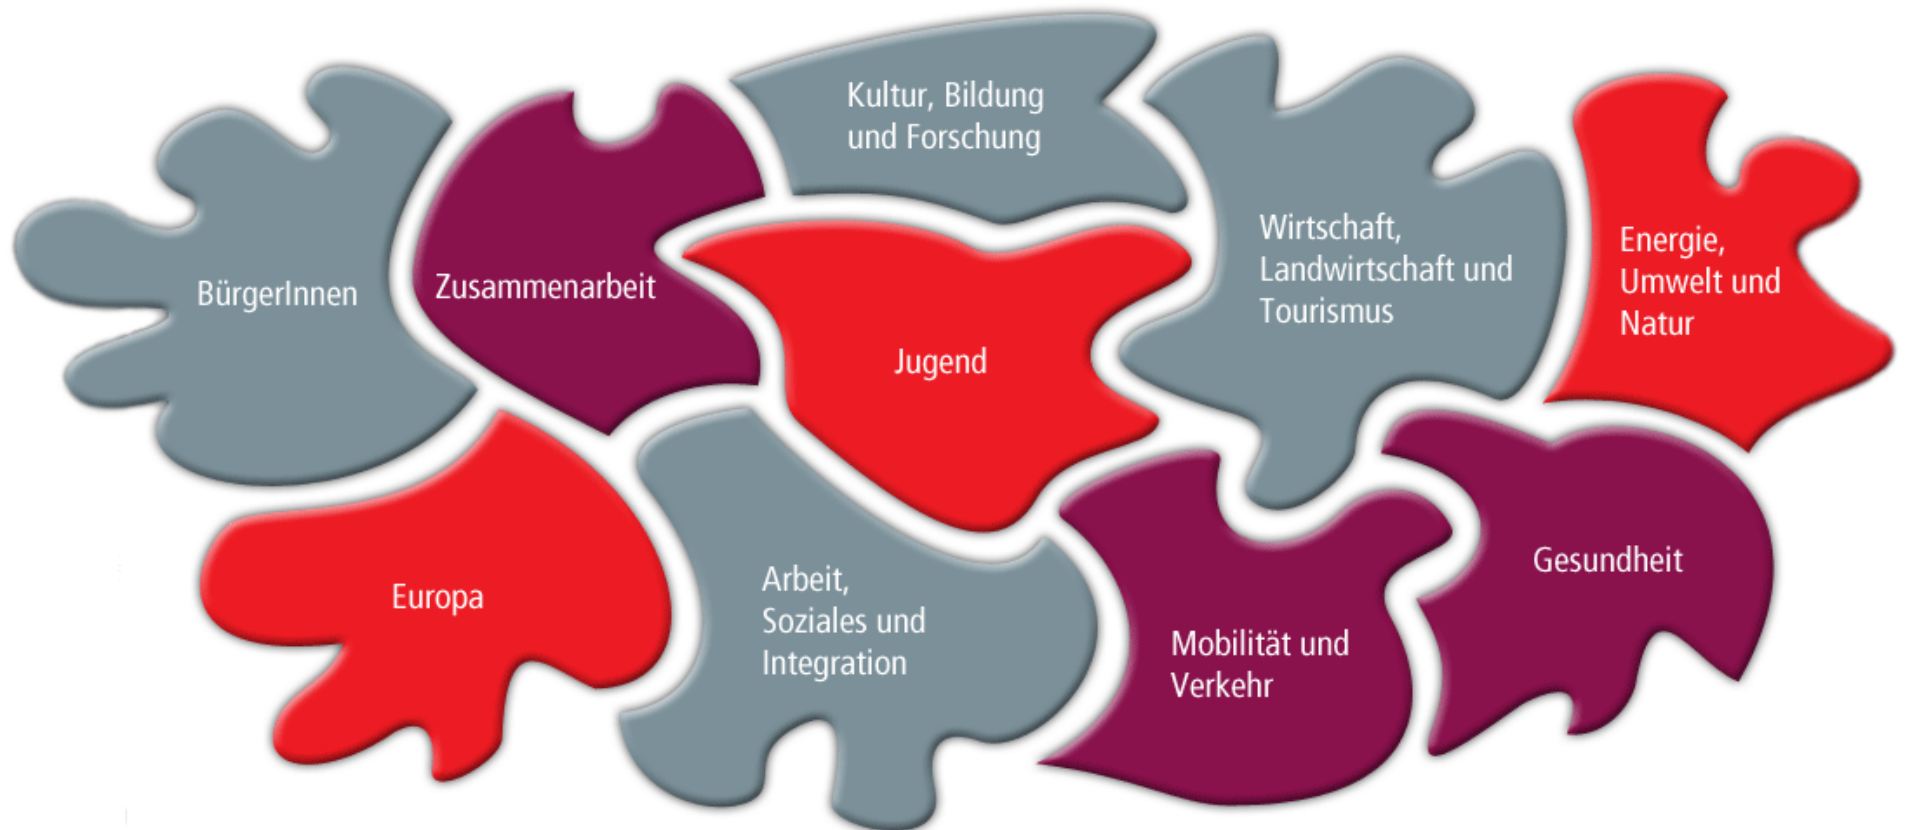 Kultur, Bildung
und Forschung
BürgerInnen
Zusammenarbeit
Jugend
Wirtschaft,
Landwirtschaft und
Tourismus
Energie,
Umwelt und
Natur
Europa
Arbeit,
Soziales und
Integration
Mobilität und
Verkehr
Gesundheit